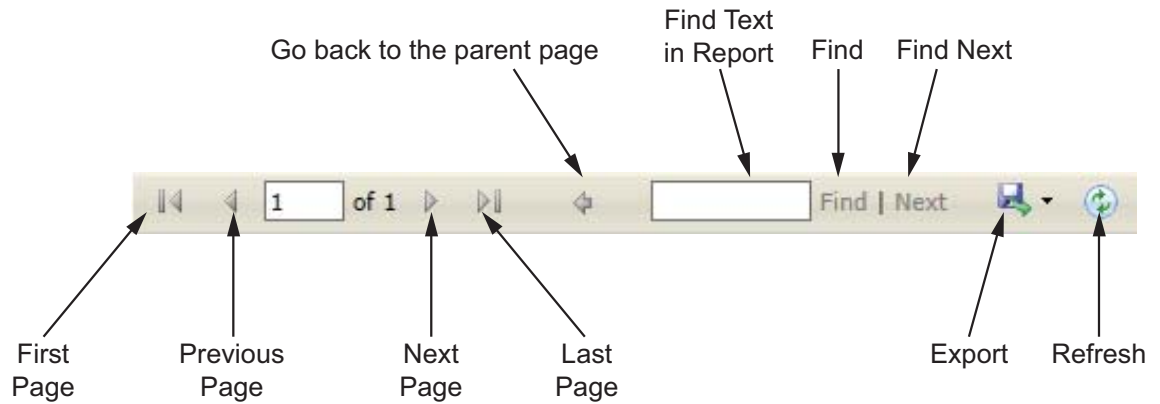 Find Text
in Report
Go back to the parent page
Find
Find Next
1 of 1
Find | Next
First
Page
Previous
Page
Next
Page
Last
Page
Export
Refresh